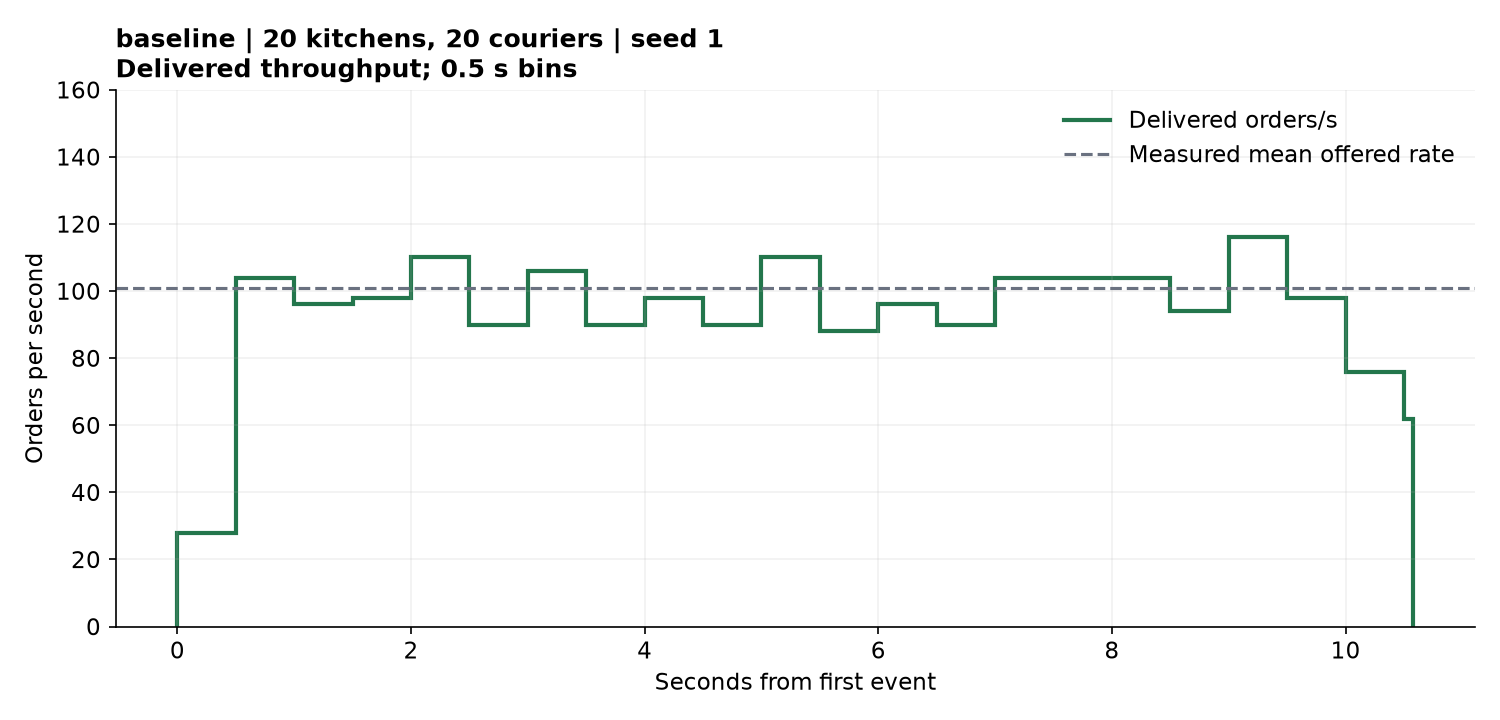 baseline | 20 kitchens, 20 couriers | seed 1
Delivered throughput; 0.5 s bins
160
140
120
100
80
60
40
20
0
Orders per second
Delivered orders/s
Measured mean offered rate
0 2 4 6 8 10
Seconds from first event